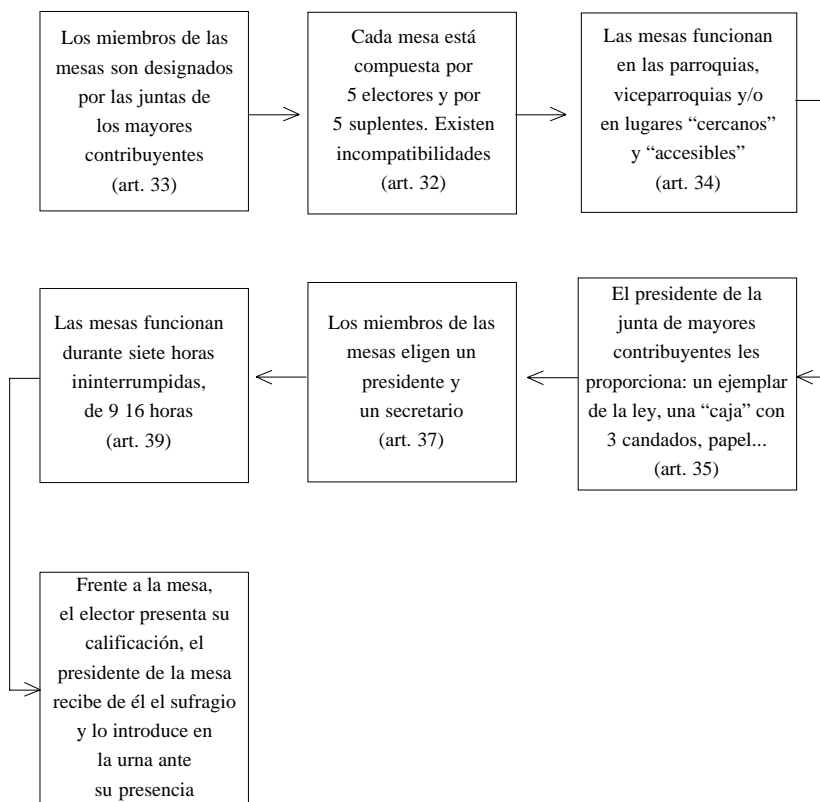 Los miembros de las
mesas son designados
por las juntas de
los mayores
contribuyentes
(art. 33)
Cada mesa está
compuesta por
5 electores y por
5 suplentes. Existen
incompatibilidades
(art. 32)
Las mesas funcionan
en las parroquias,
viceparroquias y/o
en lugares “cercanos”
y “accesibles”
(art. 34)
El presidente de la
junta de mayores
contribuyentes les
proporciona: un ejemplar
de la ley, una “caja” con
3 candados, papel...
(art. 35)
Los miembros de las
mesas eligen un
presidente y
un secretario
(art. 37)
Las mesas funcionan
durante siete horas
ininterrumpidas,
de 9 16 horas
(art. 39)
Frente a la mesa,
el elector presenta su
calificación, el
presidente de la mesa
recibe de él el sufragio
y lo introduce en
la urna ante
su presencia